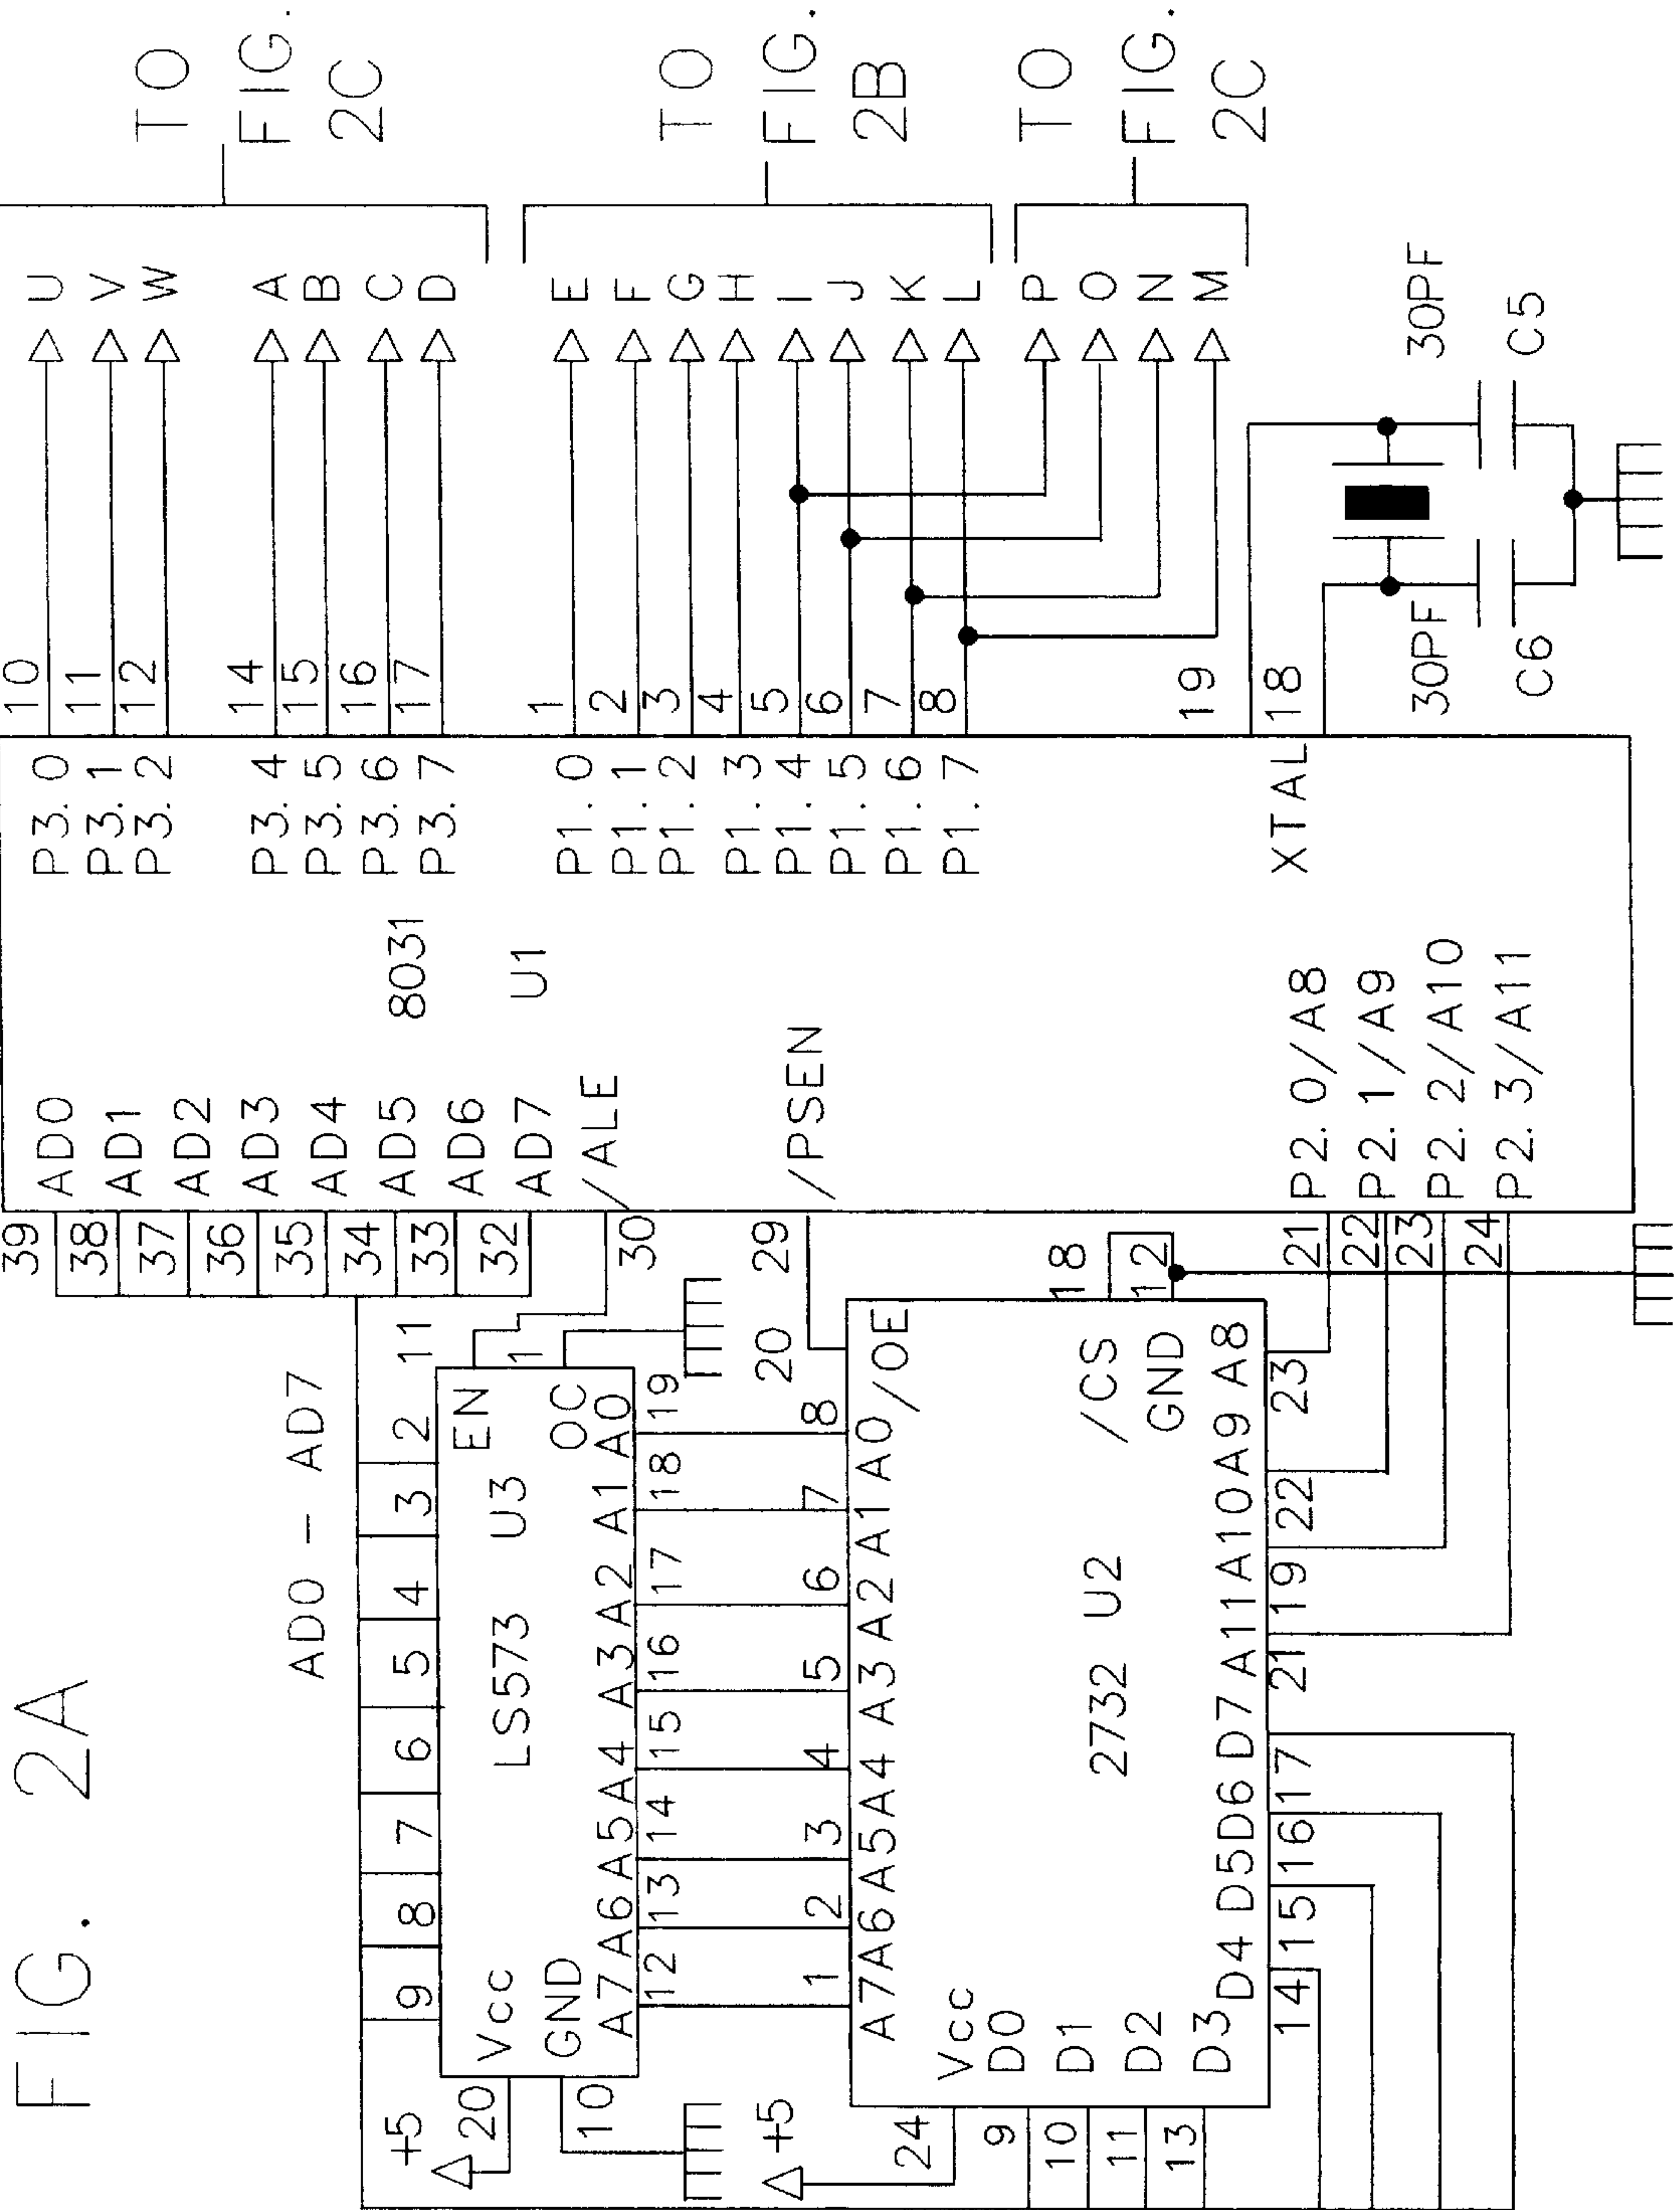 FIG. 2A
AD0 - AD7
39
38
37
36
35
34
33
32
30
29
21
22
23
24
AD0
AD1
AD2
AD3
AD4
AD5
AD6
AD7
/ALE
/PSEN
P2.0/A8
P2.1/A9
P2.2/A10
P2.3/A11
8031
U1
P3.0
P3.1
P3.2
P3.4
P3.5
P3.6
P3.7
P1.0
P1.1
P1.2
P1.3
P1.4
P1.5
P1.6
P1.7
XTAL
10
11
12
14
15
16
17
1
2
3
4
5
6
7
8
19
18
U
V
W
A
B
C
D
E
F
G
H
I
J
K
L
P
O
N
M
TO
FIG.
2C
TO
FIG.
2B
TO
FIG.
2C
30PF
C5
30PF
C6
9 8 7 6 5 4 3 2 11
1
Vcc
EN
LS573 U3
GND
OC
A7 A6 A5 A4 A3 A2 A1 A0
12 13 14 15 16 17 18 19
+5
20
10
1 2 3 4 5 6 7 8
20
A7 A6 A5 A4 A3 A2 A1 A0
/OE
Vcc
D0
D1
D2
D3
2732 U2
/CS
GND
D4 D5 D6 D7 A11 A10 A9 A8
14 15 16 17 21 19 22 23
18
12
+5
24
9
10
11
13